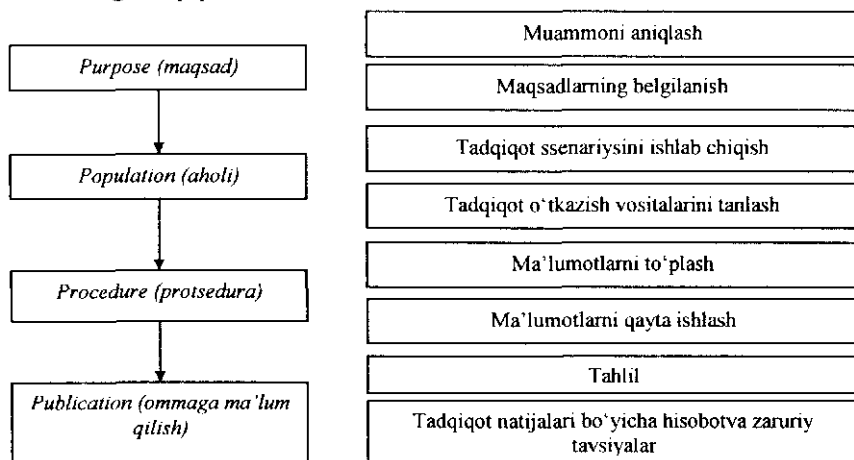 Purpose (maqsad)
Population (aholi)
Procedure (protsedura)
Publication (ommaga ma'lum
qilish)
Muammoni aniqlash
Maqsadlarning belgilanish
Tadqiqot ssenariysini ishlab chiqish
Tadqiqot o‘tkazish vositalarini tanlash
Ma’lumotlarni to‘plash
Ma’lumotlarni qayta ishlash
Tahlil
Tadqiqot natijalari bo‘yicha hisobotva zaruriy
tavsiyalar